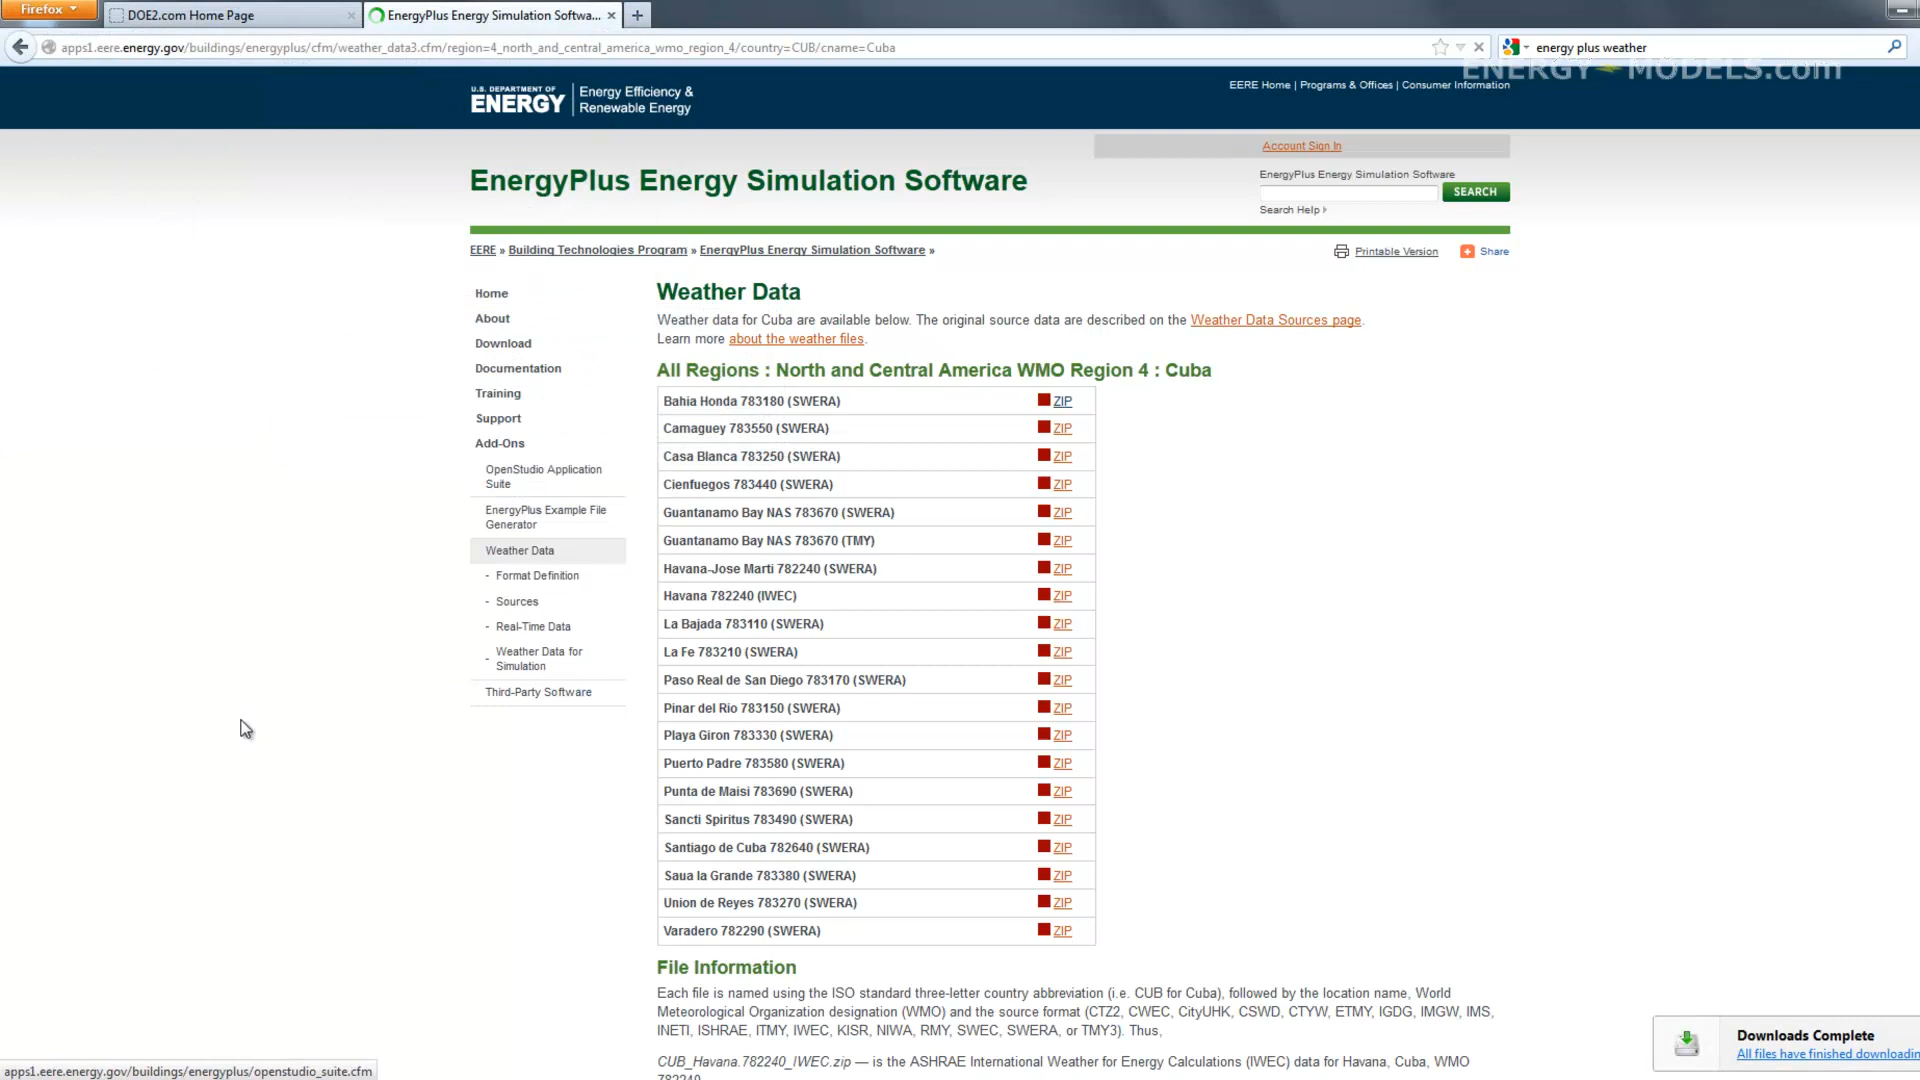 Firefox
DOE2.com Home Page
EnergyPlus Energy Simulation Softwa...
apps1.eere.energy.gov/buildings/energyplus/cfm/weather_data3.cfm/region=4_north_and_central_america_wmo_region_4/country=CUB/cname=Cuba
energy plus weather
ENERGY MODELS.com
U.S. DEPARTMENT OF
ENERGY
Energy Efficiency &
Renewable Energy
EERE Home | Programs & Offices | Consumer Information
Account Sign In
EnergyPlus Energy Simulation Software
EnergyPlus Energy Simulation Software
SEARCH
Search Help
EERE » Building Technologies Program » EnergyPlus Energy Simulation Software »
Printable Version
Share
Home
About
Download
Documentation
Training
Support
Add-Ons
OpenStudio Application
Suite
EnergyPlus Example File
Generator
Weather Data
- Format Definition
- Sources
- Real-Time Data
- Weather Data for
Simulation
Third-Party Software
Weather Data
Weather data for Cuba are available below. The original source data are described on the Weather Data Sources page.
Learn more about the weather files.
All Regions : North and Central America WMO Region 4 : Cuba
Bahia Honda 783180 (SWERA) ZIP
Camaguey 783550 (SWERA) ZIP
Casa Blanca 783250 (SWERA) ZIP
Cienfuegos 783440 (SWERA) ZIP
Guantanamo Bay NAS 783670 (SWERA) ZIP
Guantanamo Bay NAS 783670 (TMY) ZIP
Havana-Jose Marti 782240 (SWERA) ZIP
Havana 782240 (IWEC) ZIP
La Bajada 783110 (SWERA) ZIP
La Fe 783210 (SWERA) ZIP
Paso Real de San Diego 783170 (SWERA) ZIP
Pinar del Rio 783150 (SWERA) ZIP
Playa Giron 783330 (SWERA) ZIP
Puerto Padre 783580 (SWERA) ZIP
Punta de Maisi 783690 (SWERA) ZIP
Sancti Spiritus 783490 (SWERA) ZIP
Santiago de Cuba 782640 (SWERA) ZIP
Saua la Grande 783380 (SWERA) ZIP
Union de Reyes 783270 (SWERA) ZIP
Varadero 782290 (SWERA) ZIP
File Information
Each file is named using the ISO standard three-letter country abbreviation (i.e. CUB for Cuba), followed by the location name, World
Meteorological Organization designation (WMO) and the source format (CTZ2, CWEC, CityUHK, CSWD, CTYW, ETMY, IGDG, IMGW, IMS,
INETI, ISHRAE, ITMY, IWEC, KISR, NIWA, RMY, SWEC, SWERA, or TMY3). Thus,
CUB_Havana.782240_IWEC.zip — is the ASHRAE International Weather for Energy Calculations (IWEC) data for Havana, Cuba, WMO
782240
Downloads Complete
All files have finished downloadin
apps1.eere.energy.gov/buildings/energyplus/openstudio_suite.cfm